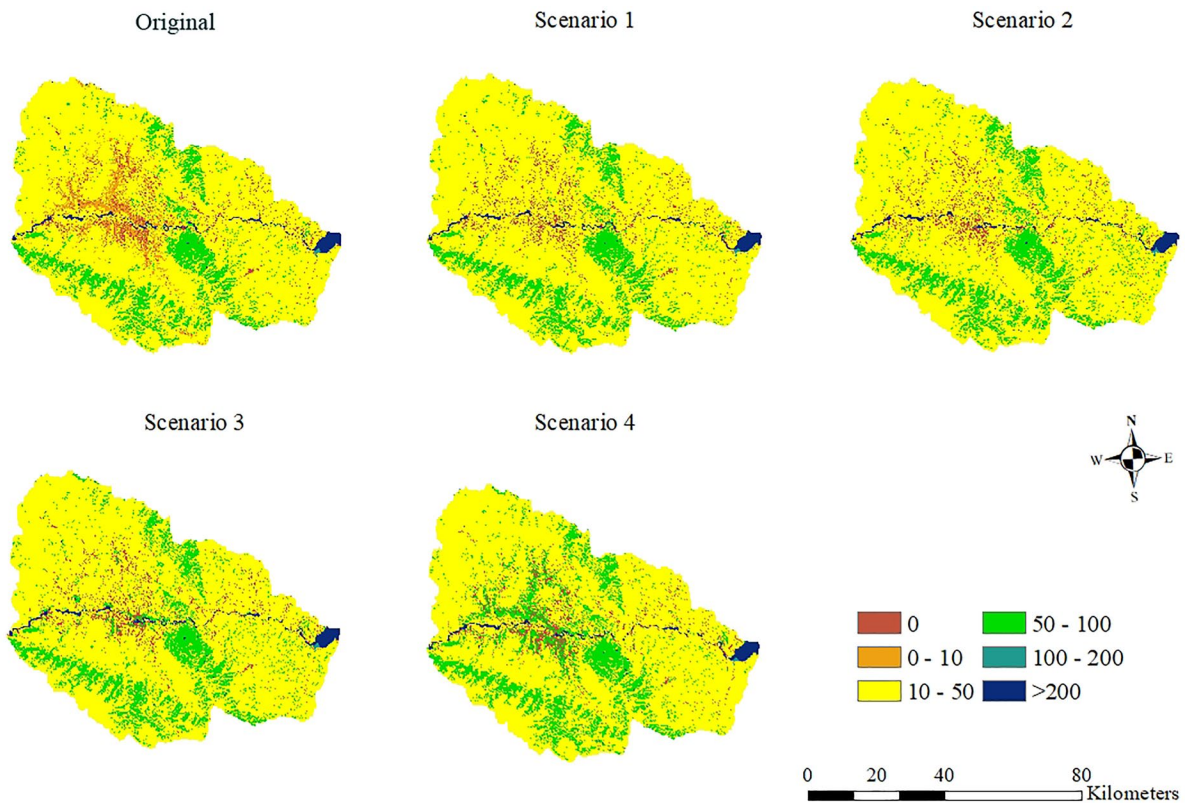 Original
Scenario 1
Scenario 2
Scenario 3
Scenario 4
N
W E
S
0 50 - 100
0 - 10 100 - 200
10 - 50 >200
0 20 40 80
Kilometers